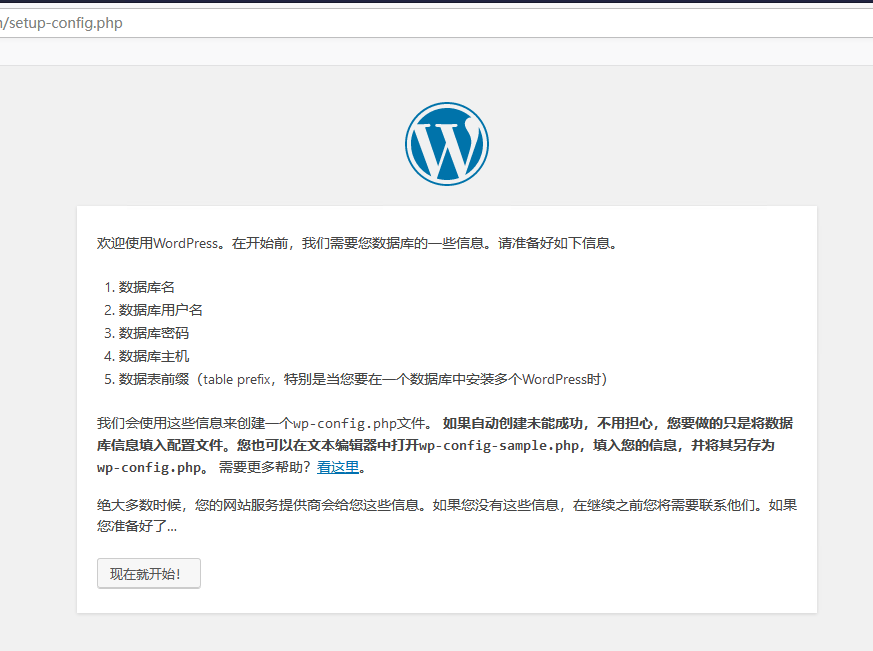 /setup-config.php
欢迎使用WordPress。在开始前，我们需要您数据库的一些信息。请准备好如下信息。
1. 数据库名
2. 数据库用户名
3. 数据库密码
4. 数据库主机
5. 数据表前缀（table prefix，特别是当您要在一个数据库中安装多个WordPress时）
我们会使用这些信息来创建一个wp-config.php文件。 如果自动创建未能成功，不用担心，您要做的只是将数据
库信息填入配置文件。您也可以在文本编辑器中打开wp-config-sample.php，填入您的信息，并将其另存为
wp-config.php。 需要更多帮助？看这里。
绝大多数时候，您的网站服务提供商会给您这些信息。如果您没有这些信息，在继续之前您将需要联系他们。如果
您准备好了...
现在就开始！